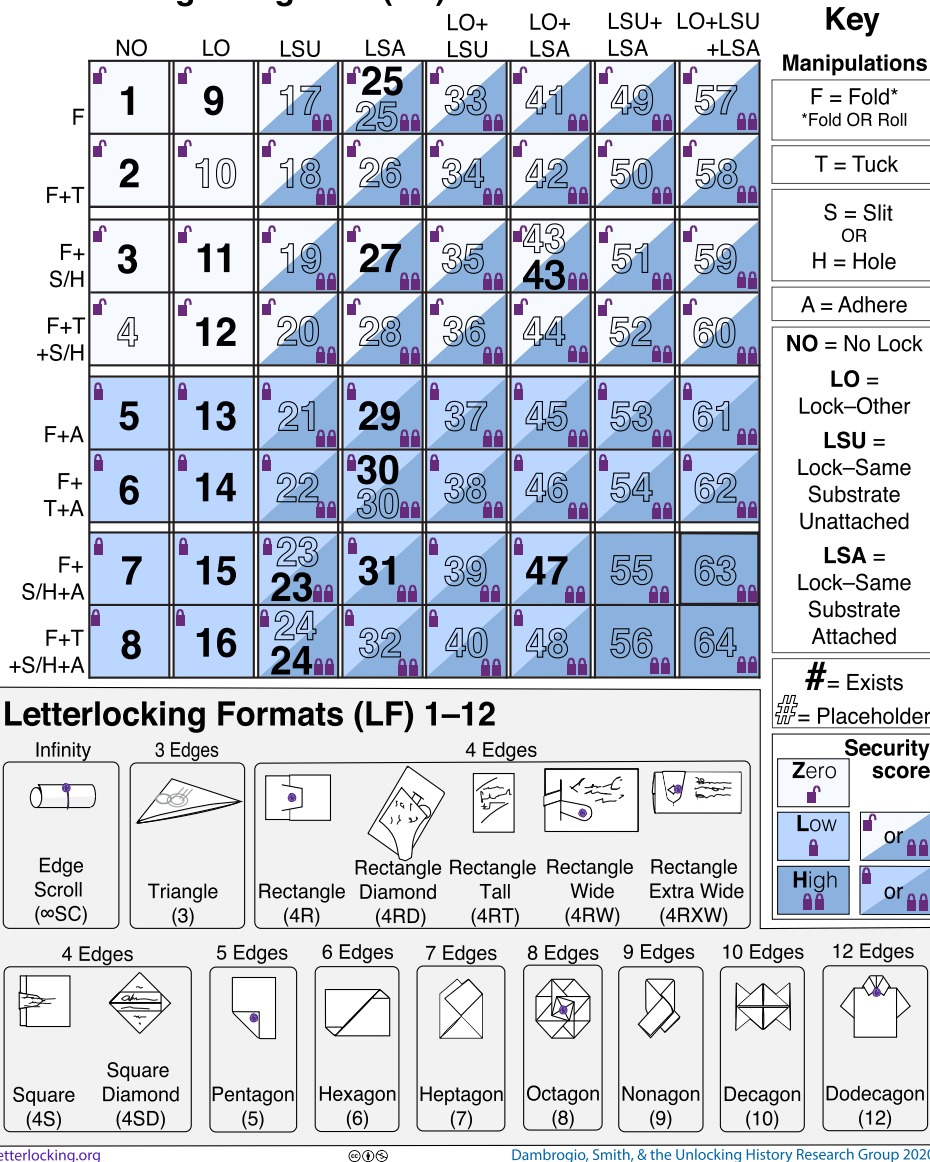 LO+ LO+ LSU+ LO+LSU
NO LO LSU LSA LSU LSA LSA +LSA
F 1 9 17 25 25 33 41 49 57
F+T 2 10 18 26 34 42 50 58
F+ S/H 3 11 19 27 35 43 43 51 59
F+T +S/H 4 12 20 28 36 44 52 60
F+A 5 13 21 29 37 45 53 61
F+ T+A 6 14 22 30 30 38 46 54 62
F+ S/H+A 7 15 23 23 31 39 47 55 63
F+T +S/H+A 8 16 24 24 32 40 48 56 64
Key
Manipulations
F = Fold*
*Fold OR Roll
T = Tuck
S = Slit
OR
H = Hole
A = Adhere
NO = No Lock
LO =
Lock–Other
LSU =
Lock–Same
Substrate
Unattached
LSA =
Lock–Same
Substrate
Attached
# = Exists
# = Placeholder
Security
score
Zero
Low
or
High
or
Letterlocking Formats (LF) 1–12
Infinity
Edge
Scroll
(∞SC)
3 Edges
Triangle
(3)
4 Edges
Rectangle
(4R)
Rectangle
Diamond
(4RD)
Rectangle
Tall
(4RT)
Rectangle
Wide
(4RW)
Rectangle
Extra Wide
(4RXW)
4 Edges
Square
(4S)
Square
Diamond
(4SD)
5 Edges
Pentagon
(5)
6 Edges
Hexagon
(6)
7 Edges
Heptagon
(7)
8 Edges
Octagon
(8)
9 Edges
Nonagon
(9)
10 Edges
Decagon
(10)
12 Edges
Dodecagon
(12)
etterlocking.org
Dambrogio, Smith, & the Unlocking History Research Group 2020